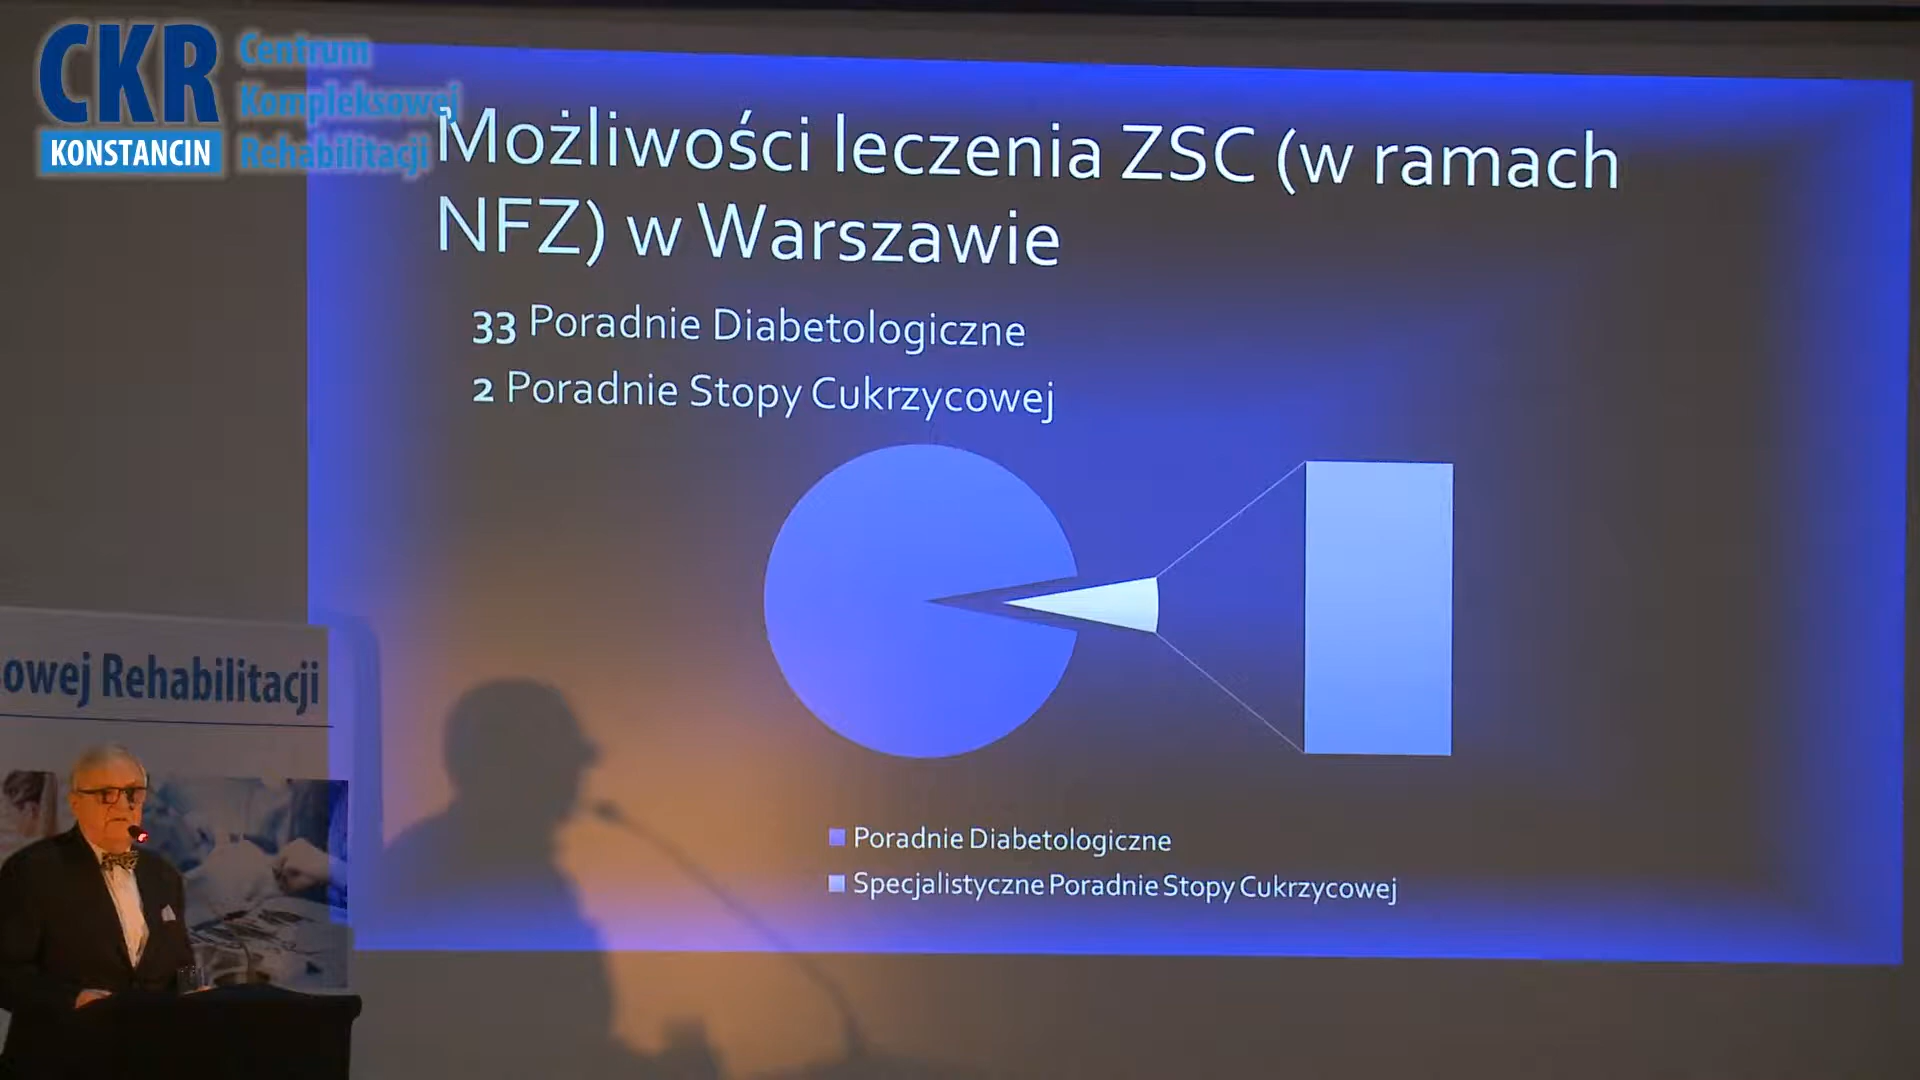 CKR
KONSTANCIN
Centrum
Kompleksowej
Rehabilitacji
Możliwości leczenia ZSC (w ramach
NFZ) w Warszawie
33 Poradnie Diabetologiczne
2 Poradnie Stopy Cukrzycowej
Poradnie Diabetologiczne
Specjalistyczne Poradnie Stopy Cukrzycowej
owej Rehabilitacji